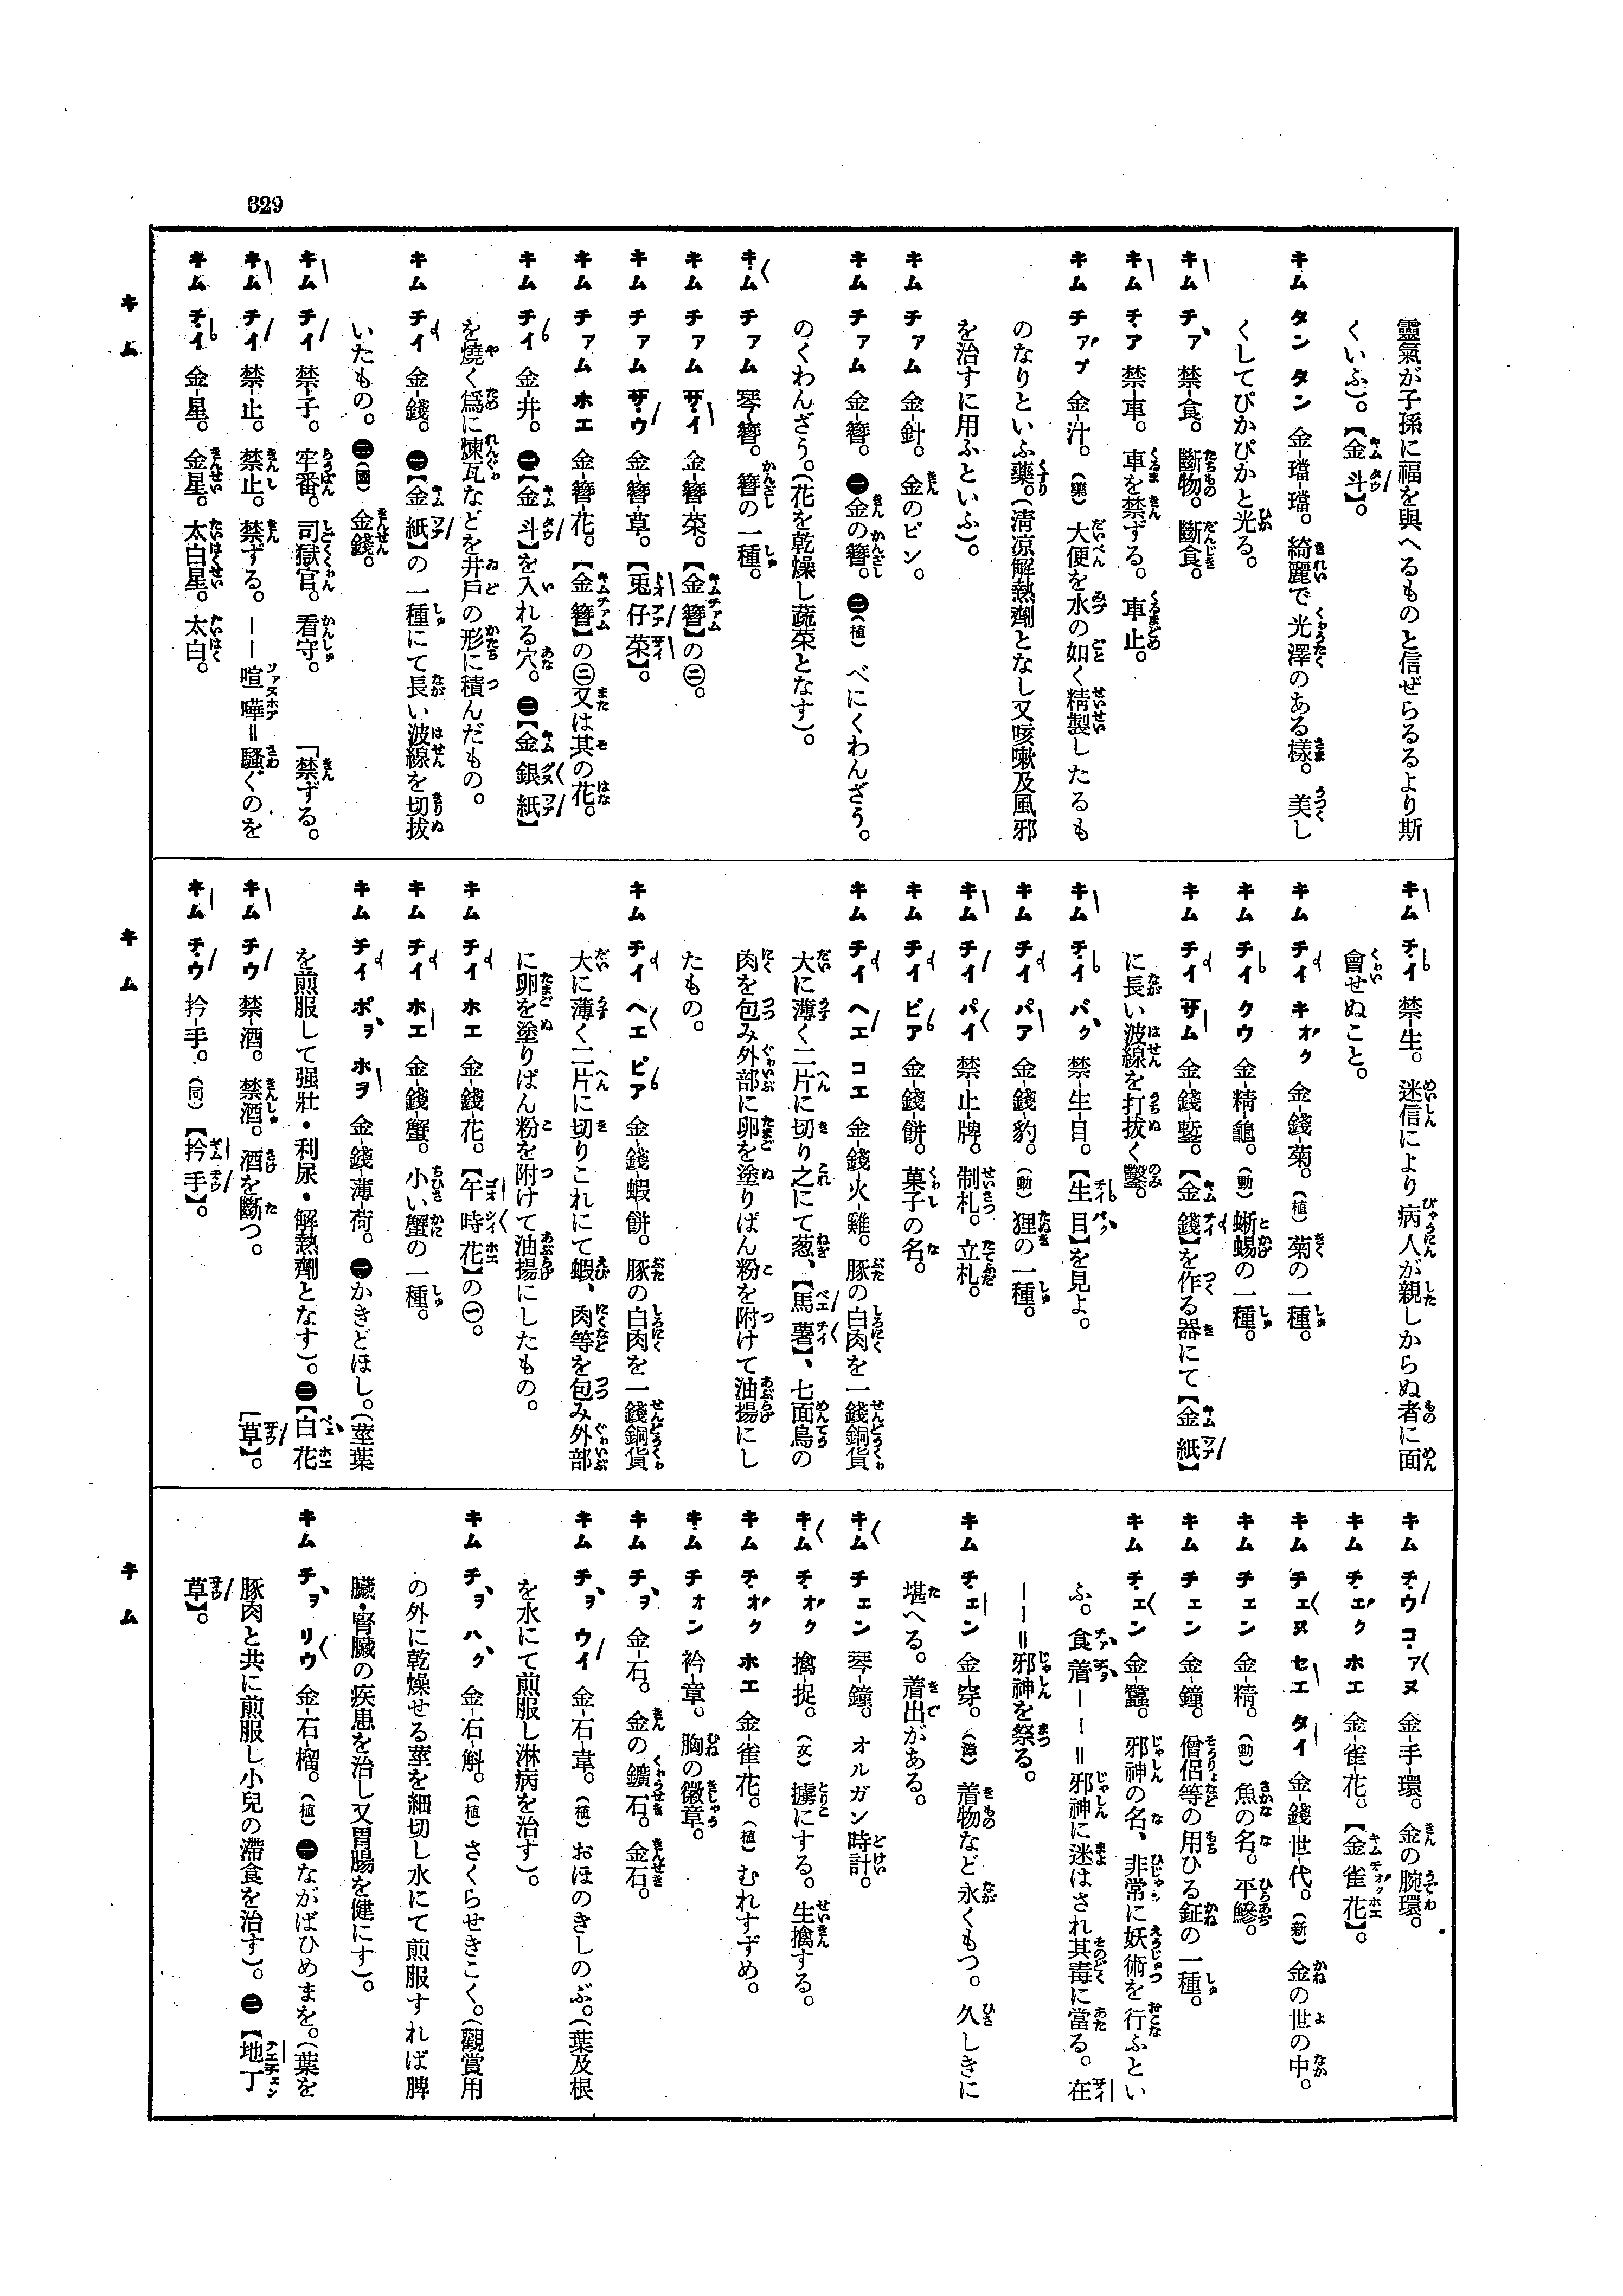 329
靈氣が子孫に福を與へるものと信ぜらるるより斯
くいふ)。【金斗】。
キム タン タン 金-璫-璫。綺麗で光澤のある樣。美し
くしてぴかぴかと光る。
キム チァ 禁-食。斷物。斷食。
キム チァ 禁-車。車を禁ずる。車止。
キム チァプ 金-汁。(藥)大便を水の如く精製したるも
のなりといふ藥。(淸涼解熱劑となし又咳嗽及風邪
を治すに用ふといふ)。
キム チァム 金-針。金のピン。
キム チァム 金-簪。㊀金の簪。㊁(植)べにくわんざう。
のくわんざう。(花を乾燥し蔬菜となす)。
キム チァム 琴-簪。簪の一種。
キム チァム ザイ 金-簪-菜。【金簪】の㊁。
キム チァム ザウ 金-簪-草。【兎仔菜】。
キム チァム ホエ 金-簪-花。【金簪】の㊁又は其の花。
キム チイ 金-井。㊀【金斗】を入れる穴。㊁【金銀紙】
を燒く爲に煉瓦などを井戶の形に積んだもの。
キム チイ 金-錢。㊀【金紙】の一種にて長い波線を切拔
いたもの。㊁(國)金錢。
キム チイ 禁-子。牢番。司獄官。看守。
キム チイ 禁-止。禁止。禁ずる。――喧嘩=騷ぐのを
「禁ずる。
キム チイ 金-星。金星。太白星。太白。
キム
キム チイ 禁-生。迷信により病人が親しからぬ者に面
會せぬこと。
キム チイ キォク 金-錢-菊。(植)菊の一種。
キム チイ クウ 金-精-龜。(動)蜥蜴の一種。
キム チイ ザム 金-錢-鏨。【金錢】を作る器にて【金紙】
に長い波線を打拔く鑿。
キム チイ バク 禁-生-目。【生目】を見よ。
キム チイ パア 金-錢-豹。(動)狸の一種。
キム チイ パイ 禁-止-牌。制札。立札。
キム チイ ピア 金-錢-餠。菓子の名。
キム チイ ヘエ コエ 金-錢-火-雞。豚の白肉を一錢銅貨
大に薄く二片に切り之にて葱、【馬薯】、七面鳥の
肉を包み外部に卵を塗りぱん粉を附けて油揚にし
たもの。
キム チイ ヘエ ピア 金-錢-蝦-餠。豚の白肉を一錢銅貨
大に薄く二片に切りこれにて蝦、肉等を包み外部
に卵を塗りぱん粉を附けて油揚にしたもの。
キム チイ ホエ 金-錢-花。【午時花】の㊀。
キム チイ ホエ 金-錢-蟹。小い蟹の一種。
キム チイ ポヲ ホヲ 金-錢-薄-荷。㊀かきどほし。(莖葉
を煎服して强壯・利尿・解熱劑となす)。㊁【白花
「草】。
キム チウ 禁-酒。禁酒。酒を斷つ。
キム チウ 扲-手。(同)【扲手】。
キム
キム チウ コァヌ 金-手-環。金の腕環。
キム チェク ホエ 金-雀-花。【金雀花】。
キム チェヌ セエ タイ 金-錢-世-代。(新)金の世の中。
キム チェン 金-精。(動)魚の名。平鰺。
キム チェン 金-鐘。僧侶等の用ひる鉦の一種。
キム チェン 金-蠶。邪神の名、非常に妖術を行ふとい
ふ。食着――=邪神に迷はされ其毒に當る。在
――=邪神を祭る。
キム チェン 金-穿。着物など永くもつ。久しきに
堪へる。着出がある。
キム チェン 琴-鐘。オルガン時計。
キム チォク 擒-捉。(文)擄にする。生擒する。
キム チォク ホエ 金-雀-花。(植)むれすずめ。
キム チォン 衿-章。胸の徽章。
キム チヲ 金-石。金の鑛石。金石。
キム チヲ ウイ 金-石-韋。(植)おほのきしのぶ。(葉及根
を水にて煎服し淋病を治す)。
キム チヲ ハク 金-石-斛。(植)さくらせきこく。(觀賞用
の外に乾燥せる莖を細切し水にて煎服すれば脾
臟・腎臟の疾患を治し又胃腸を健にす)。
キム チヲ リウ 金-石-榴。(植)㊀ながばひめまを。(葉を
豚肉と共に煎服し小兒の滯食を治す)。㊁【地丁
草】。
キム